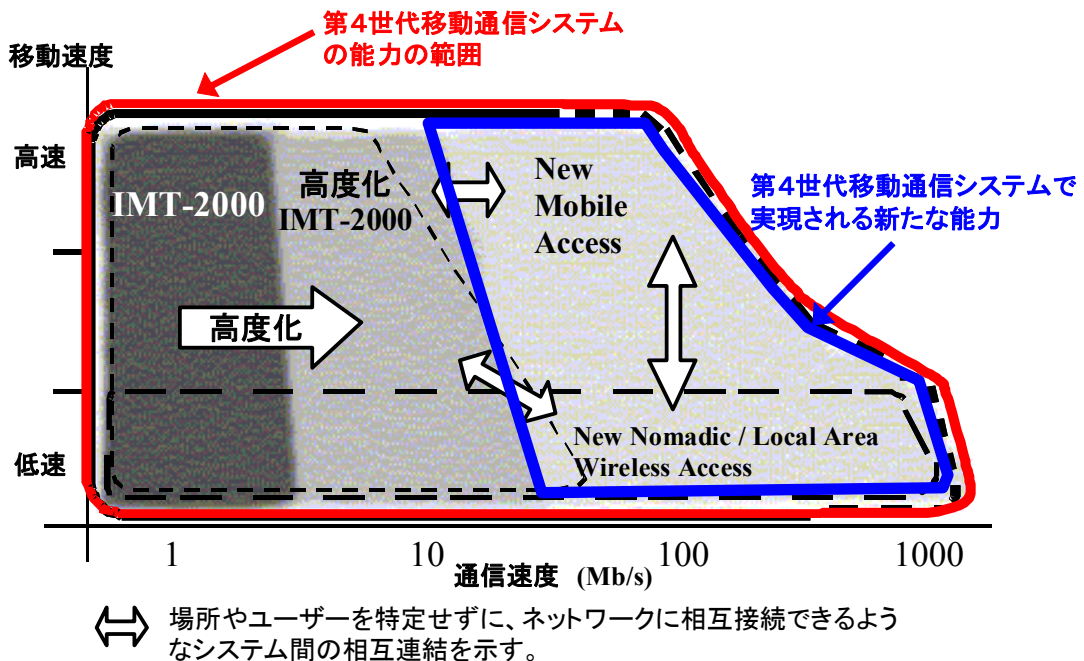 第４世代移動通信システム
の能力の範囲
移動速度
高速
低速
IMT-2000
高度化
IMT-2000
高度化
New
Mobile
Access
New Nomadic / Local Area
Wireless Access
第４世代移動通信システムで
実現される新たな能力
1
10
100
1000
通信速度 (Mb/s)
場所やユーザーを特定せずに、ネットワークに相互接続できるよう
なシステム間の相互連結を示す。